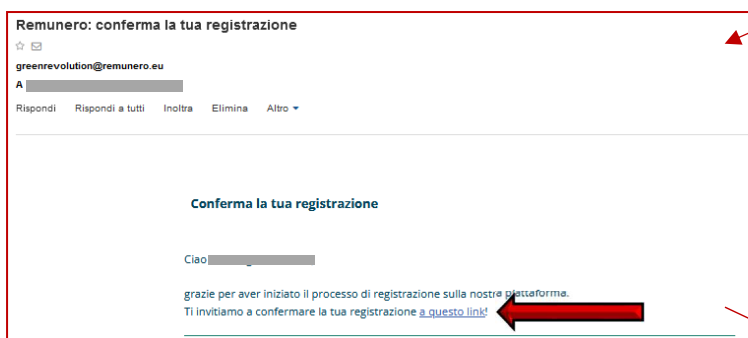 Remunero: conferma la tua registrazione
greenrevolution@remunero.eu
A
Rispondi Rispondi a tutti Inoltra Elimina Altro
Conferma la tua registrazione
Ciao
grazie per aver iniziato il processo di registrazione sulla nostra piattaforma.
Ti invitiamo a confermare la tua registrazione a questo link!